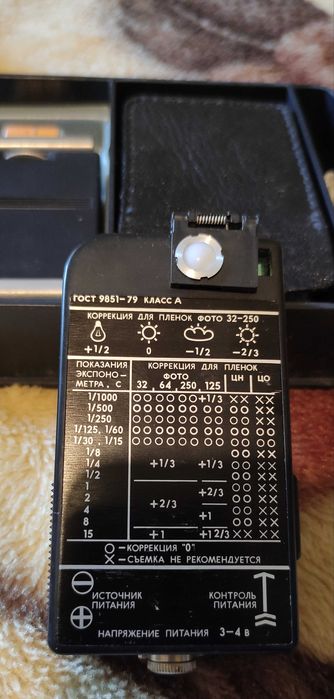 ГОСТ 9851-79 КЛАСС А
КОРРЕКЦИЯ ДЛЯ ПЛЕНОК ФОТО 32-250
+1/2 0 -1/2 -2/3
ПОКАЗАНИЯ ЭКСПОНО- МЕТРА, С
КОРРЕКЦИЯ ДЛЯ ПЛЕНОК
ФОТО ЦН ЦО
32, 64, 250, 125
1/1000 ○○○○○○ +1/3 ×× ××
1/500 ○○ ××
1/250 ○○ ××
1/125, 1/60 ○○ ××
1/30, 1/15 ○○ ××
1/8 ○○ ××
1/4 +1/3 +1/3 ××
1/2 ××
1 +2/3 ××
2 +2/3 ××
4 +1 ××
8 ××
15 +1 +1 2/3 ×× ××
○ – КОРРЕКЦИЯ "0"
× – СЪЕМКА НЕ РЕКОМЕНДУЕТСЯ
ИСТОЧНИК ПИТАНИЯ
КОНТРОЛЬ ПИТАНИЯ
НАПРЯЖЕНИЕ ПИТАНИЯ 3-4 В